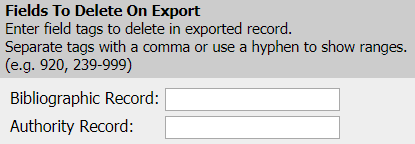 Fields To Delete On Export
Enter field tags to delete in exported record.
Separate tags with a comma or use a hyphen to show ranges.
(e.g. 920, 239-999)
Bibliographic Record:
Authority Record: